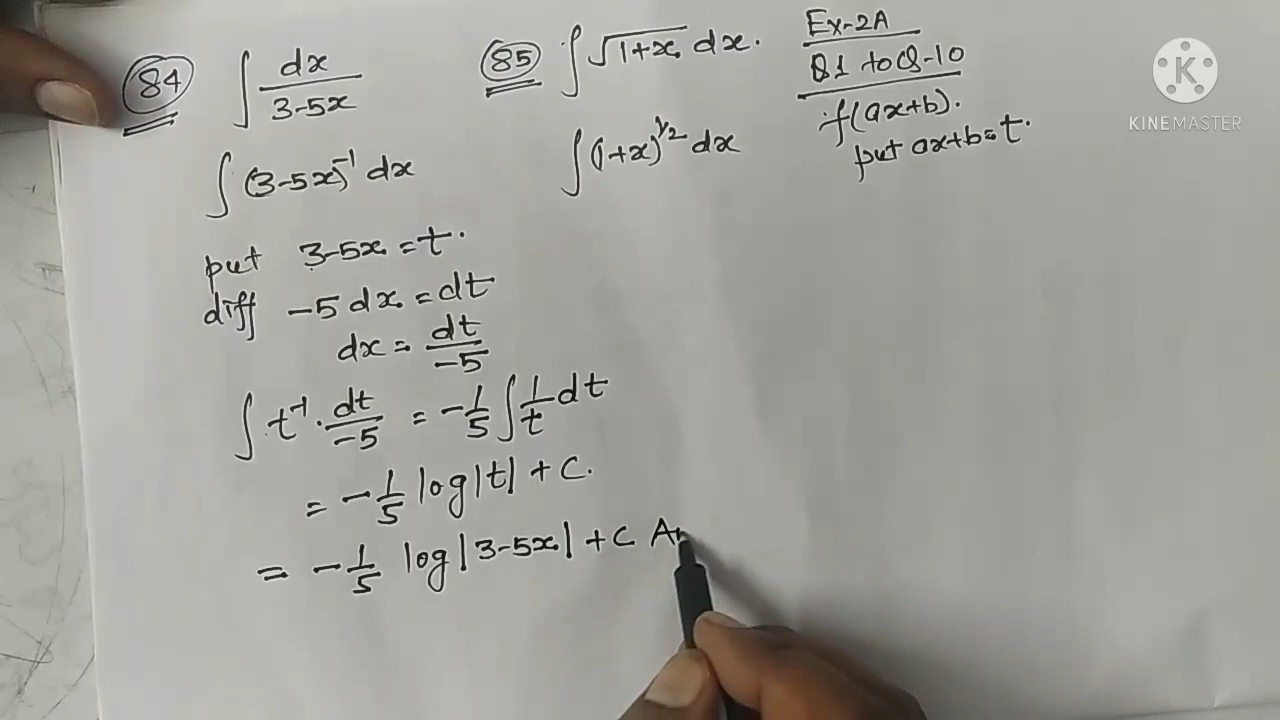 84 ∫ dx/(3-5x)
∫ (3-5x)⁻¹ dx
put 3-5x = t.
diff -5 dx = dt
dx = dt/-5
∫ t⁻¹ · dt/-5 = -1/5 ∫ 1/t dt
= -1/5 log|t| + C.
= -1/5 log|3-5x| + C An
85 ∫ √(1+x) dx.
∫ (1+x)^1/2 dx
Ex-2A
Q1 to Q-10
f(ax+b).
put ax+b=t.
K
KINEMASTER